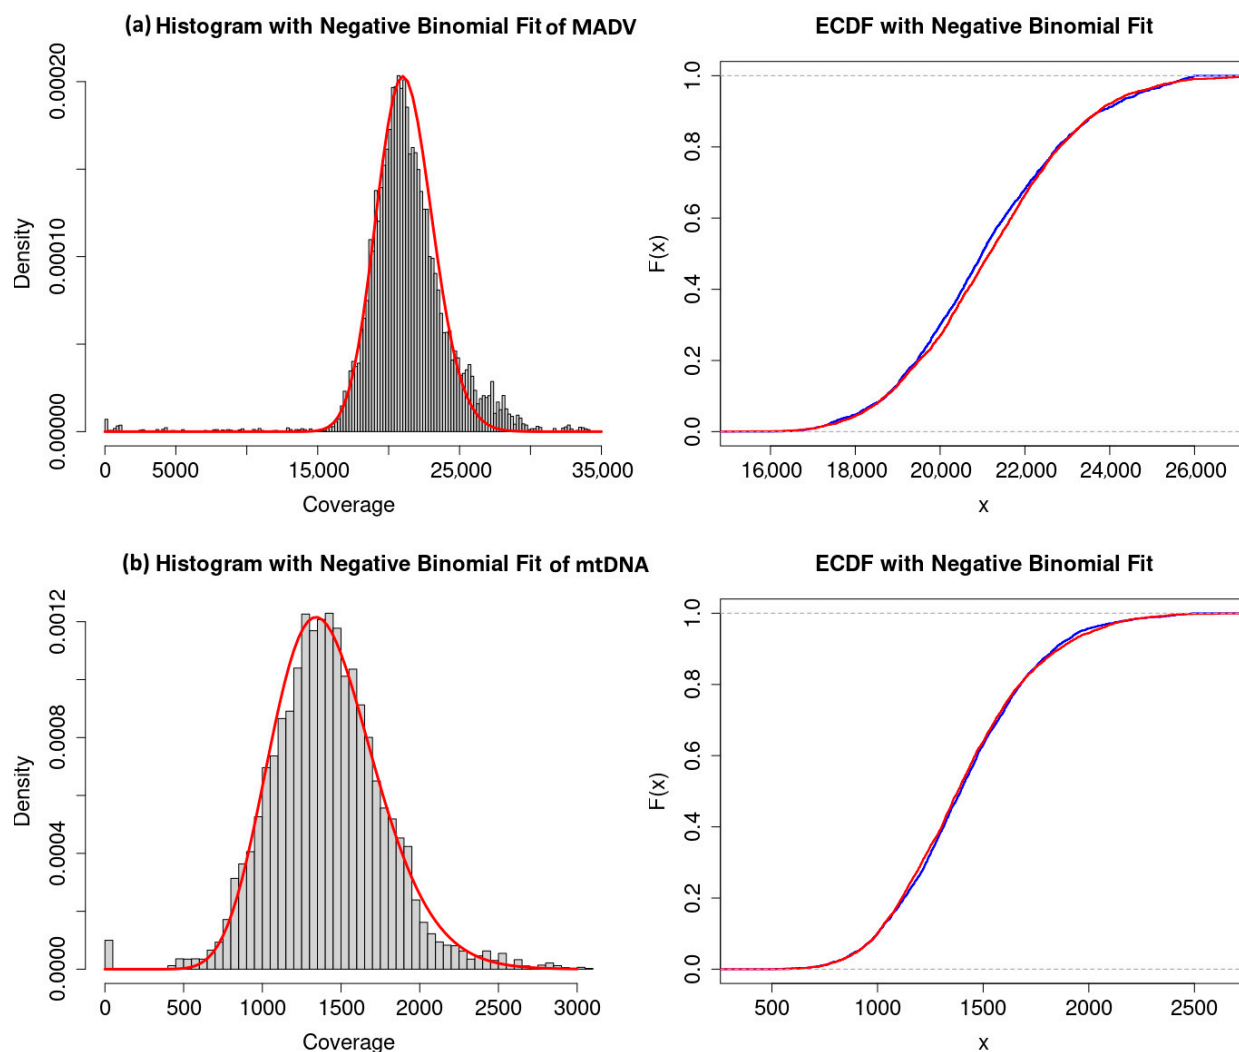 (a) Histogram with Negative Binomial Fit of MADV
Density
0.00000 0.00010 0.00020
0 5000 15,000 25,000 35,000
Coverage
ECDF with Negative Binomial Fit
F(x)
0.0 0.2 0.4 0.6 0.8 1.0
16,000 18,000 20,000 22,000 24,000 26,000
x
(b) Histogram with Negative Binomial Fit of mtDNA
Density
0.0000 0.0004 0.0008 0.0012
0 500 1000 1500 2000 2500 3000
Coverage
ECDF with Negative Binomial Fit
F(x)
0.0 0.2 0.4 0.6 0.8 1.0
500 1000 1500 2000 2500
x